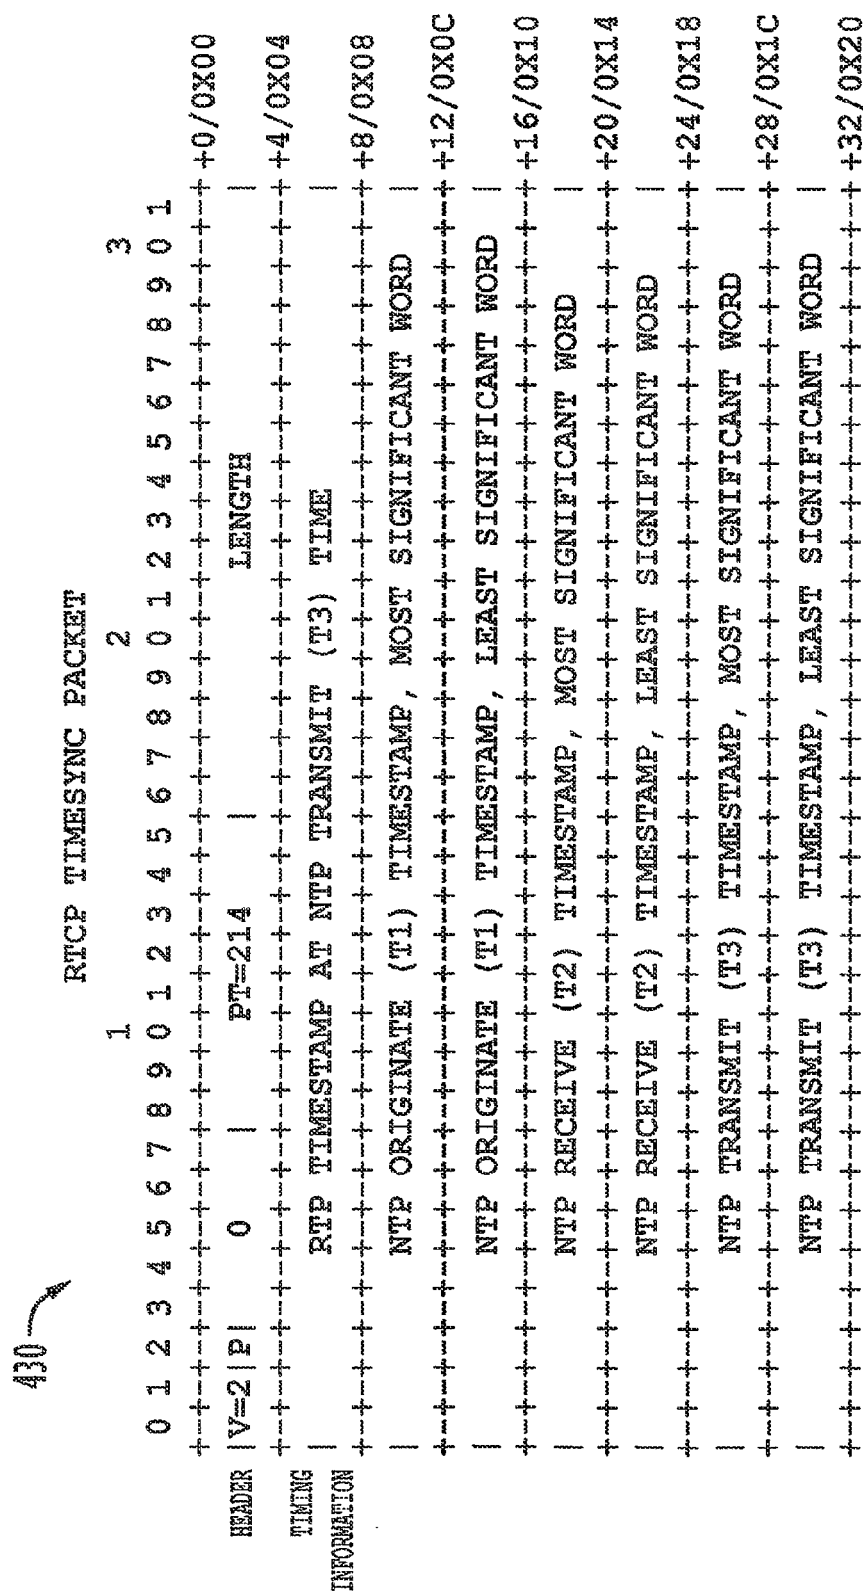 430
RTCP TIMESYNC PACKET
1 2 3
0 1 2 3 4 5 6 7 8 9 0 1 2 3 4 5 6 7 8 9 0 1 2 3 4 5 6 7 8 9 0 1
+--+--+--+--+--+--+--+--+--+--+--+--+--+--+--+--+--+--+--+--+--+--+--+--+--+--+--+--+--+--+--+--+ +0/0X00
HEADER |V=2|P| 0 | PT=214 | LENGTH |
+--+--+--+--+--+--+--+--+--+--+--+--+--+--+--+--+--+--+--+--+--+--+--+--+--+--+--+--+--+--+--+--+ +4/0X04
TIMING | RTP TIMESTAMP AT NTP TRANSMIT (T3) TIME |
INFORMATION +--+--+--+--+--+--+--+--+--+--+--+--+--+--+--+--+--+--+--+--+--+--+--+--+--+--+--+--+--+--+--+--+ +8/0X08
| NTP ORIGINATE (T1) TIMESTAMP, MOST SIGNIFICANT WORD |
+--+--+--+--+--+--+--+--+--+--+--+--+--+--+--+--+--+--+--+--+--+--+--+--+--+--+--+--+--+--+--+--+ +12/0X0C
| NTP ORIGINATE (T1) TIMESTAMP, LEAST SIGNIFICANT WORD |
+--+--+--+--+--+--+--+--+--+--+--+--+--+--+--+--+--+--+--+--+--+--+--+--+--+--+--+--+--+--+--+--+ +16/0X10
| NTP RECEIVE (T2) TIMESTAMP, MOST SIGNIFICANT WORD |
+--+--+--+--+--+--+--+--+--+--+--+--+--+--+--+--+--+--+--+--+--+--+--+--+--+--+--+--+--+--+--+--+ +20/0X14
| NTP RECEIVE (T2) TIMESTAMP, LEAST SIGNIFICANT WORD |
+--+--+--+--+--+--+--+--+--+--+--+--+--+--+--+--+--+--+--+--+--+--+--+--+--+--+--+--+--+--+--+--+ +24/0X18
| NTP TRANSMIT (T3) TIMESTAMP, MOST SIGNIFICANT WORD |
+--+--+--+--+--+--+--+--+--+--+--+--+--+--+--+--+--+--+--+--+--+--+--+--+--+--+--+--+--+--+--+--+ +28/0X1C
| NTP TRANSMIT (T3) TIMESTAMP, LEAST SIGNIFICANT WORD |
+--+--+--+--+--+--+--+--+--+--+--+--+--+--+--+--+--+--+--+--+--+--+--+--+--+--+--+--+--+--+--+--+ +32/0X20